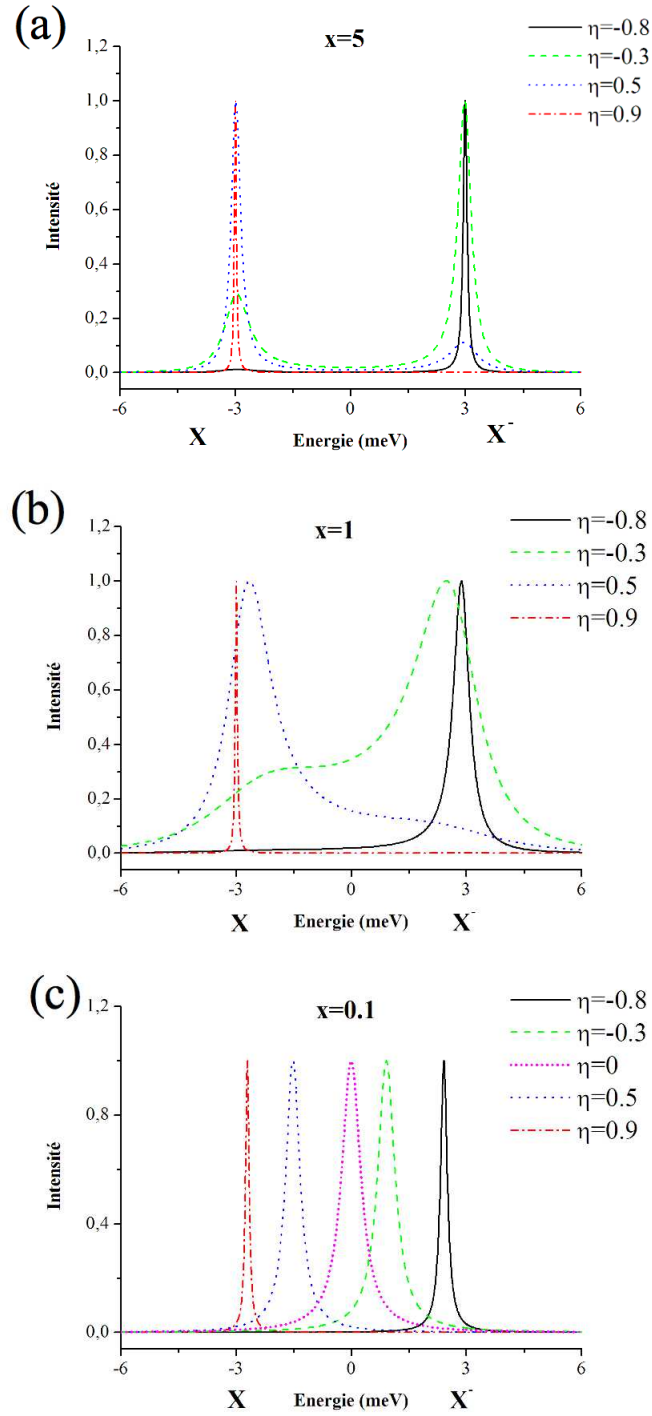 (a)
x=5
η=-0.8
η=-0.3
η=0.5
η=0.9
1,2
1,0
0,8
0,6
0,4
0,2
0,0
Intensité
-6 -3 0 3 6
X Energie (meV) X⁻
(b)
x=1
η=-0.8
η=-0.3
η=0.5
η=0.9
1,2
1,0
0,8
0,6
0,4
0,2
0,0
Intensité
-6 -3 0 3 6
X Energie (meV) X⁻
(c)
x=0.1
η=-0.8
η=-0.3
η=0
η=0.5
η=0.9
1,2
0,8
0,4
0,0
Intensité
-6 -3 0 3 6
X Energie (meV) X⁻